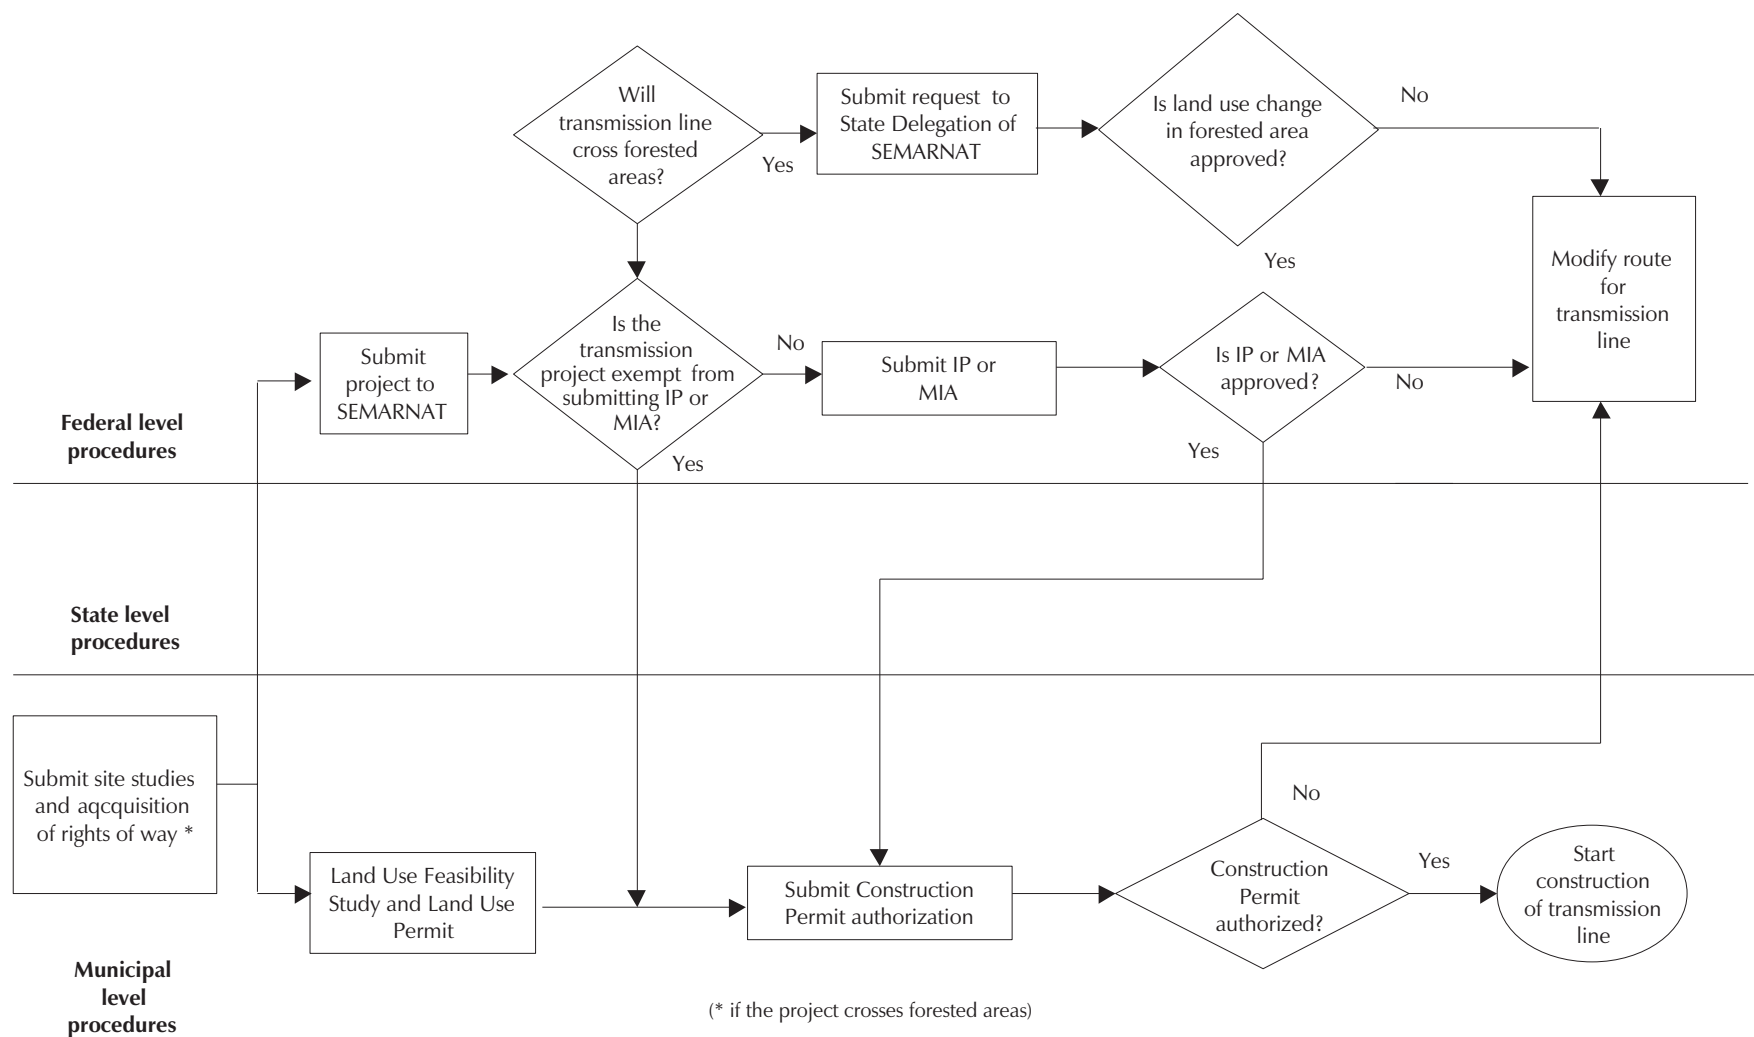 Will
transmission line
cross forested
areas?
Yes
Submit request to
State Delegation of
SEMARNAT
Is land use change
in forested area
approved?
No
Yes
Modify route
for
transmission
line
Submit
project to
SEMARNAT
Is the
transmission
project exempt from
submitting IP or
MIA?
No
Yes
Submit IP or
MIA
Is IP or MIA
approved?
No
Yes
Federal level
procedures
State level
procedures
Submit site studies
and aqcquisition
of rights of way *
Land Use Feasibility
Study and Land Use
Permit
Submit Construction
Permit authorization
Construction
Permit
authorized?
No
Yes
Start
construction
of transmission
line
Municipal
level
procedures
(* if the project crosses forested areas)